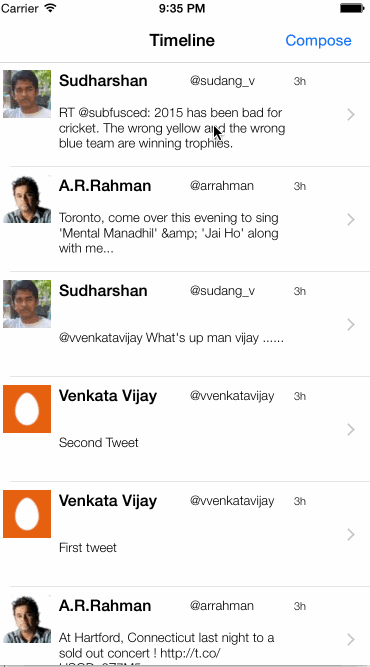 Carrier 9:35 PM
Timeline Compose
Sudharshan @sudang_v 3h
RT @subfusced: 2015 has been bad for
cricket. The wrong yellow and the wrong
blue team are winning trophies.
A.R.Rahman @arrahman 3h
Toronto, come over this evening to sing
'Mental Manadhil' &amp; 'Jai Ho' along
with me...
Sudharshan @sudang_v 3h
@vvenkatavijay What's up man vijay ......
Venkata Vijay @vvenkatavijay 3h
Second Tweet
Venkata Vijay @vvenkatavijay 3h
First tweet
A.R.Rahman @arrahman 3h
At Hartford, Connecticut last night to a
sold out concert ! http://t.co/